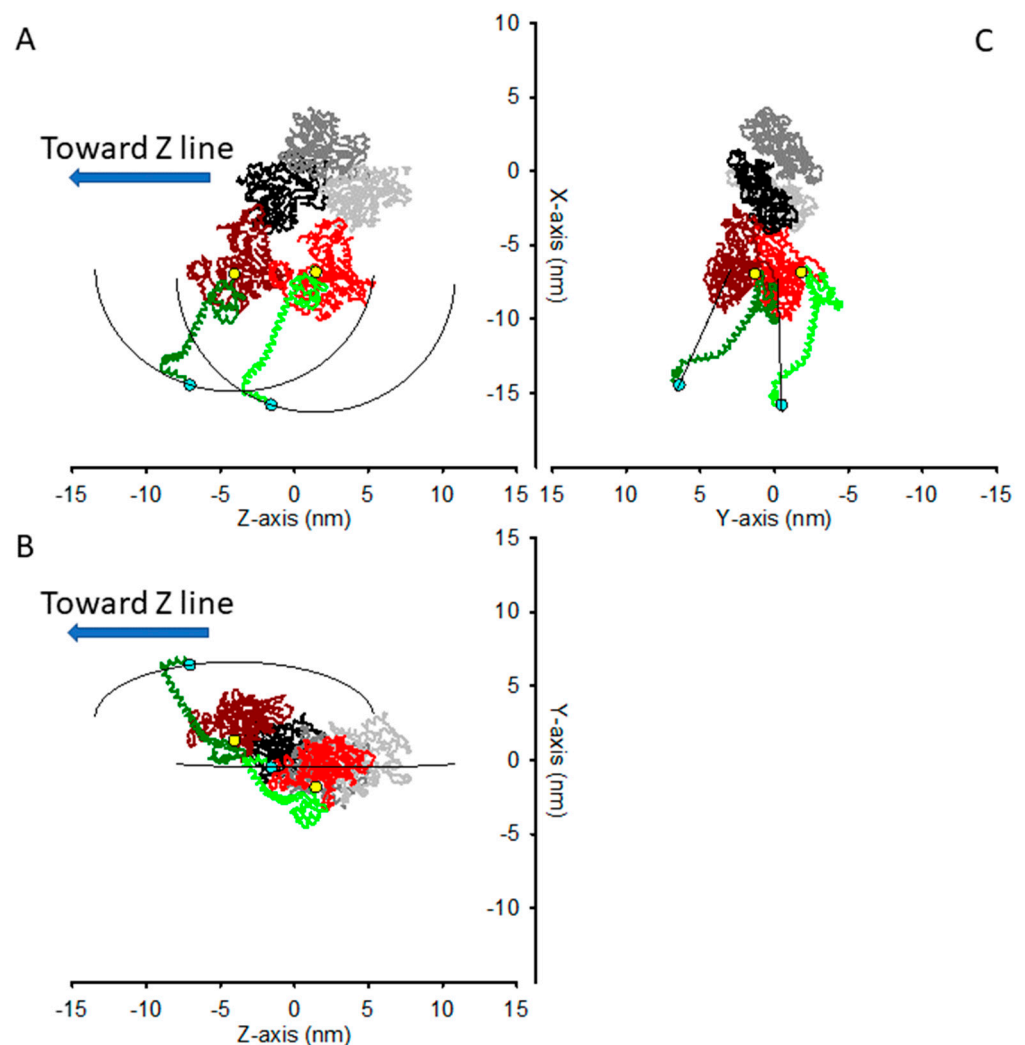 A
C
10
5
0
-5
-10
-15
X-axis (nm)
Toward Z line
-15 -10 -5 0 5 10 15
Z-axis (nm)
15 10 5 0 -5 -10 -15
Y-axis (nm)
B
15
10
5
0
-5
-10
Y-axis (nm)
Toward Z line
-15 -10 -5 0 5 10 15
Z-axis (nm)